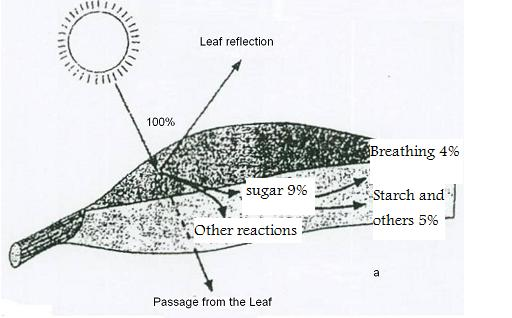 Leaf reflection
100%
Breathing 4%
sugar 9%
Starch and
others 5%
Other reactions
a
Passage from the Leaf